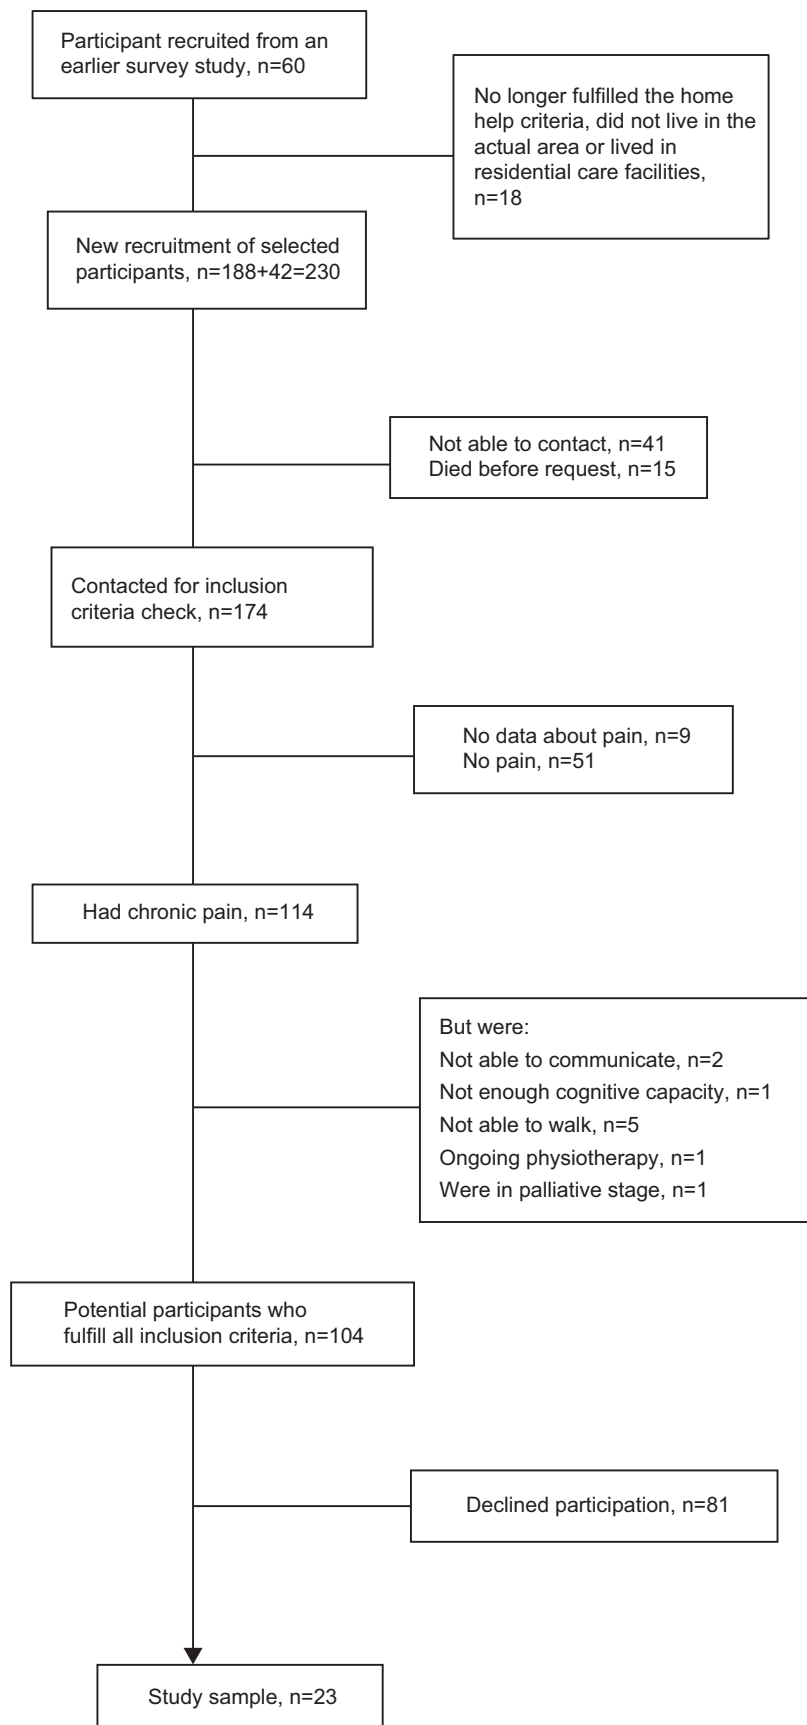 Participant recruited from an
earlier survey study, n=60
No longer fulfilled the home
help criteria, did not live in the
actual area or lived in
residential care facilities,
n=18
New recruitment of selected
participants, n=188+42=230
Not able to contact, n=41
Died before request, n=15
Contacted for inclusion
criteria check, n=174
No data about pain, n=9
No pain, n=51
Had chronic pain, n=114
But were:
Not able to communicate, n=2
Not enough cognitive capacity, n=1
Not able to walk, n=5
Ongoing physiotherapy, n=1
Were in palliative stage, n=1
Potential participants who
fulfill all inclusion criteria, n=104
Declined participation, n=81
Study sample, n=23